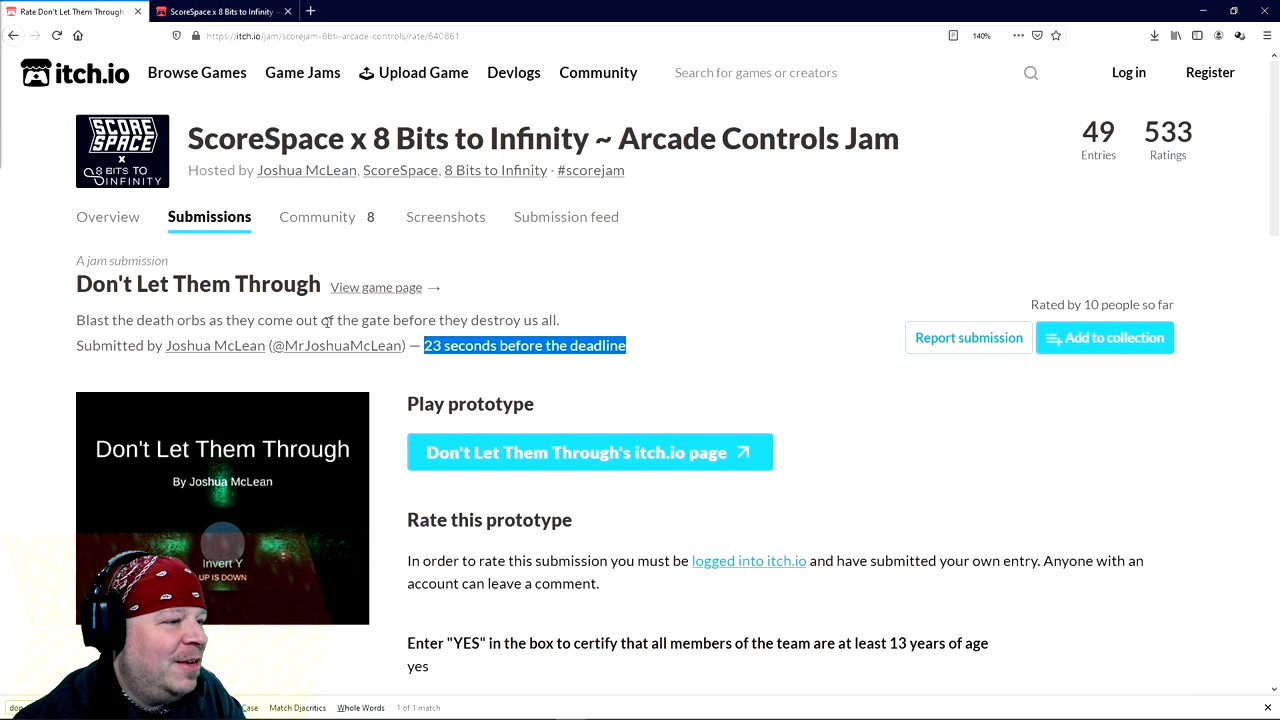 Rate Don't Let Them Through
ScoreSpace x 8 Bits to Infinity ~
https://itch.io/jam/scorejam-8bti-arcade-controls/rate/640861
140%
itch.io
Browse Games
Game Jams
Upload Game
Devlogs
Community
Search for games or creators
Log in
Register
SCORE
SPACE
X
8 BITS TO
INFINITY
ScoreSpace x 8 Bits to Infinity ~ Arcade Controls Jam
Hosted by Joshua McLean, ScoreSpace, 8 Bits to Infinity · #scorejam
49
Entries
533
Ratings
Overview
Submissions
Community 8
Screenshots
Submission feed
A jam submission
Don't Let Them Through View game page →
Blast the death orbs as they come out of the gate before they destroy us all.
Submitted by Joshua McLean (@MrJoshuaMcLean) — 23 seconds before the deadline
Rated by 10 people so far
Report submission
Add to collection
Don't Let Them Through
By Joshua McLean
Invert Y
UP IS DOWN
Play prototype
Don't Let Them Through's itch.io page
Rate this prototype
In order to rate this submission you must be logged into itch.io and have submitted your own entry. Anyone with an
account can leave a comment.
Enter "YES" in the box to certify that all members of the team are at least 13 years of age
yes
don
Case
Match Diacritics
Whole Words
1 of 1 match